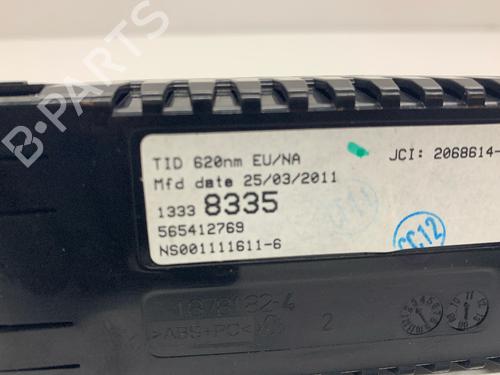 B-PARTS
TID 620nm EU/NA
JCI: 2068614-
Mfd date 25/03/2011
1333 8335
565412769
NS001111611-6
CC12
>ABS+PC<
2